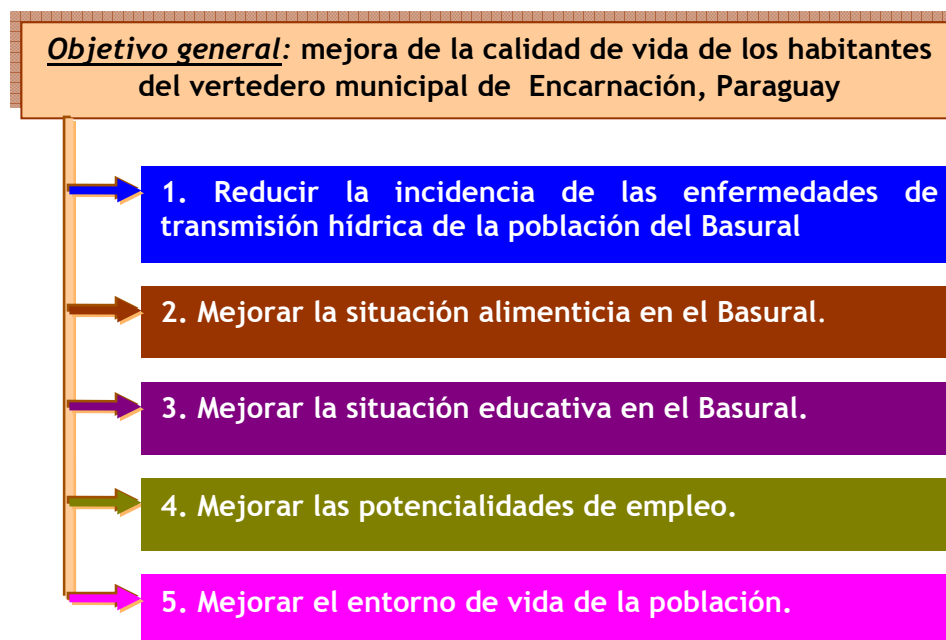 Objetivo general: mejora de la calidad de vida de los habitantes
del vertedero municipal de Encarnación, Paraguay
1. Reducir la incidencia de las enfermedades de
transmisión hídrica de la población del Basural
2. Mejorar la situación alimenticia en el Basural.
3. Mejorar la situación educativa en el Basural.
4. Mejorar las potencialidades de empleo.
5. Mejorar el entorno de vida de la población.